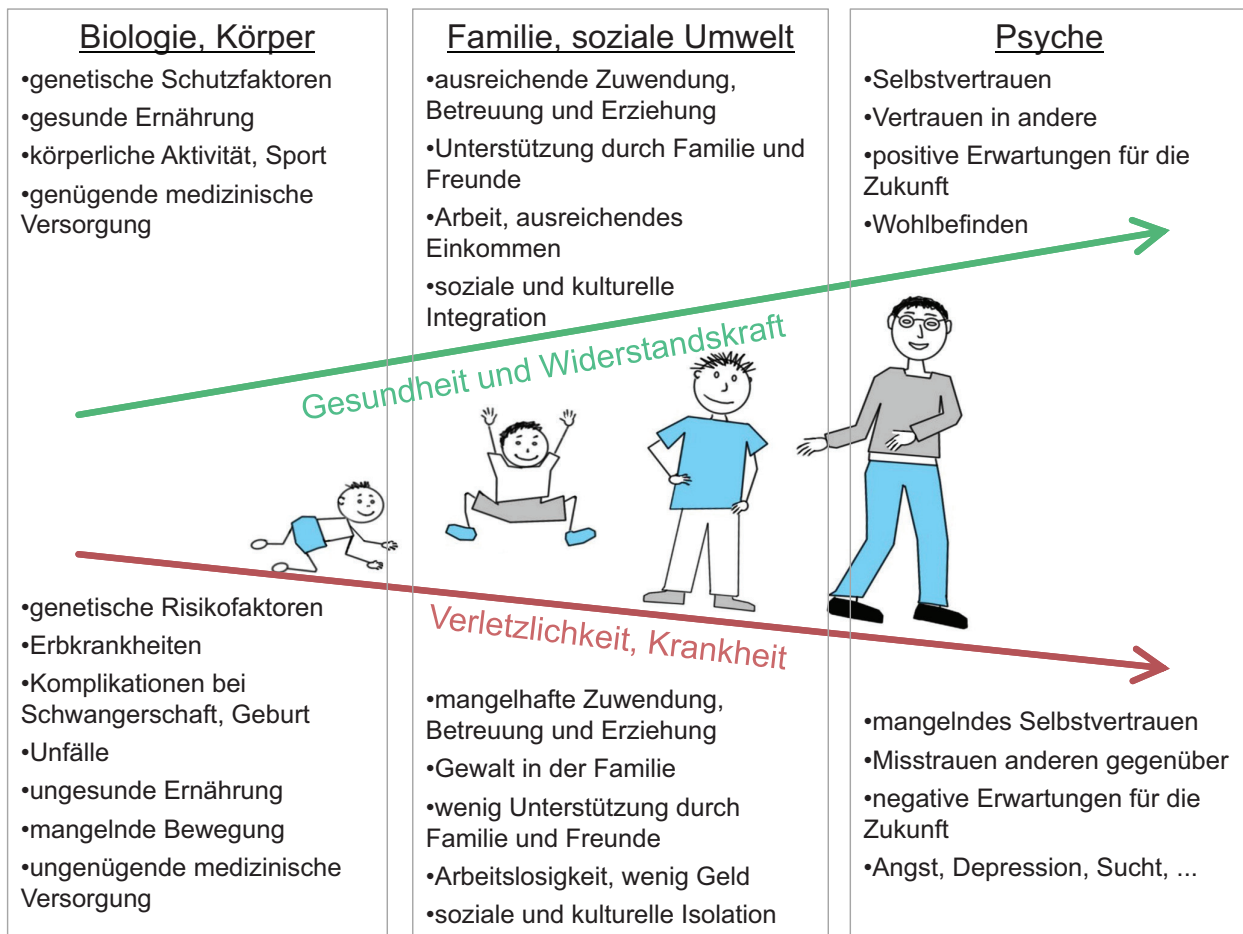 Biologie, Körper
•genetische Schutzfaktoren
•gesunde Ernährung
•körperliche Aktivität, Sport
•genügende medizinische
Versorgung
Familie, soziale Umwelt
•ausreichende Zuwendung,
Betreuung und Erziehung
•Unterstützung durch Familie und
Freunde
•Arbeit, ausreichendes
Einkommen
•soziale und kulturelle
Integration
Psyche
•Selbstvertrauen
•Vertrauen in andere
•positive Erwartungen für die
Zukunft
•Wohlbefinden
Gesundheit und Widerstandskraft
Verletzlichkeit, Krankheit
•genetische Risikofaktoren
•Erbkrankheiten
•Komplikationen bei
Schwangerschaft, Geburt
•Unfälle
•ungesunde Ernährung
•mangelnde Bewegung
•ungenügende medizinische
Versorgung
•mangelhafte Zuwendung,
Betreuung und Erziehung
•Gewalt in der Familie
•wenig Unterstützung durch
Familie und Freunde
•Arbeitslosigkeit, wenig Geld
•soziale und kulturelle Isolation
•mangelndes Selbstvertrauen
•Misstrauen anderen gegenüber
•negative Erwartungen für die
Zukunft
•Angst, Depression, Sucht, ...